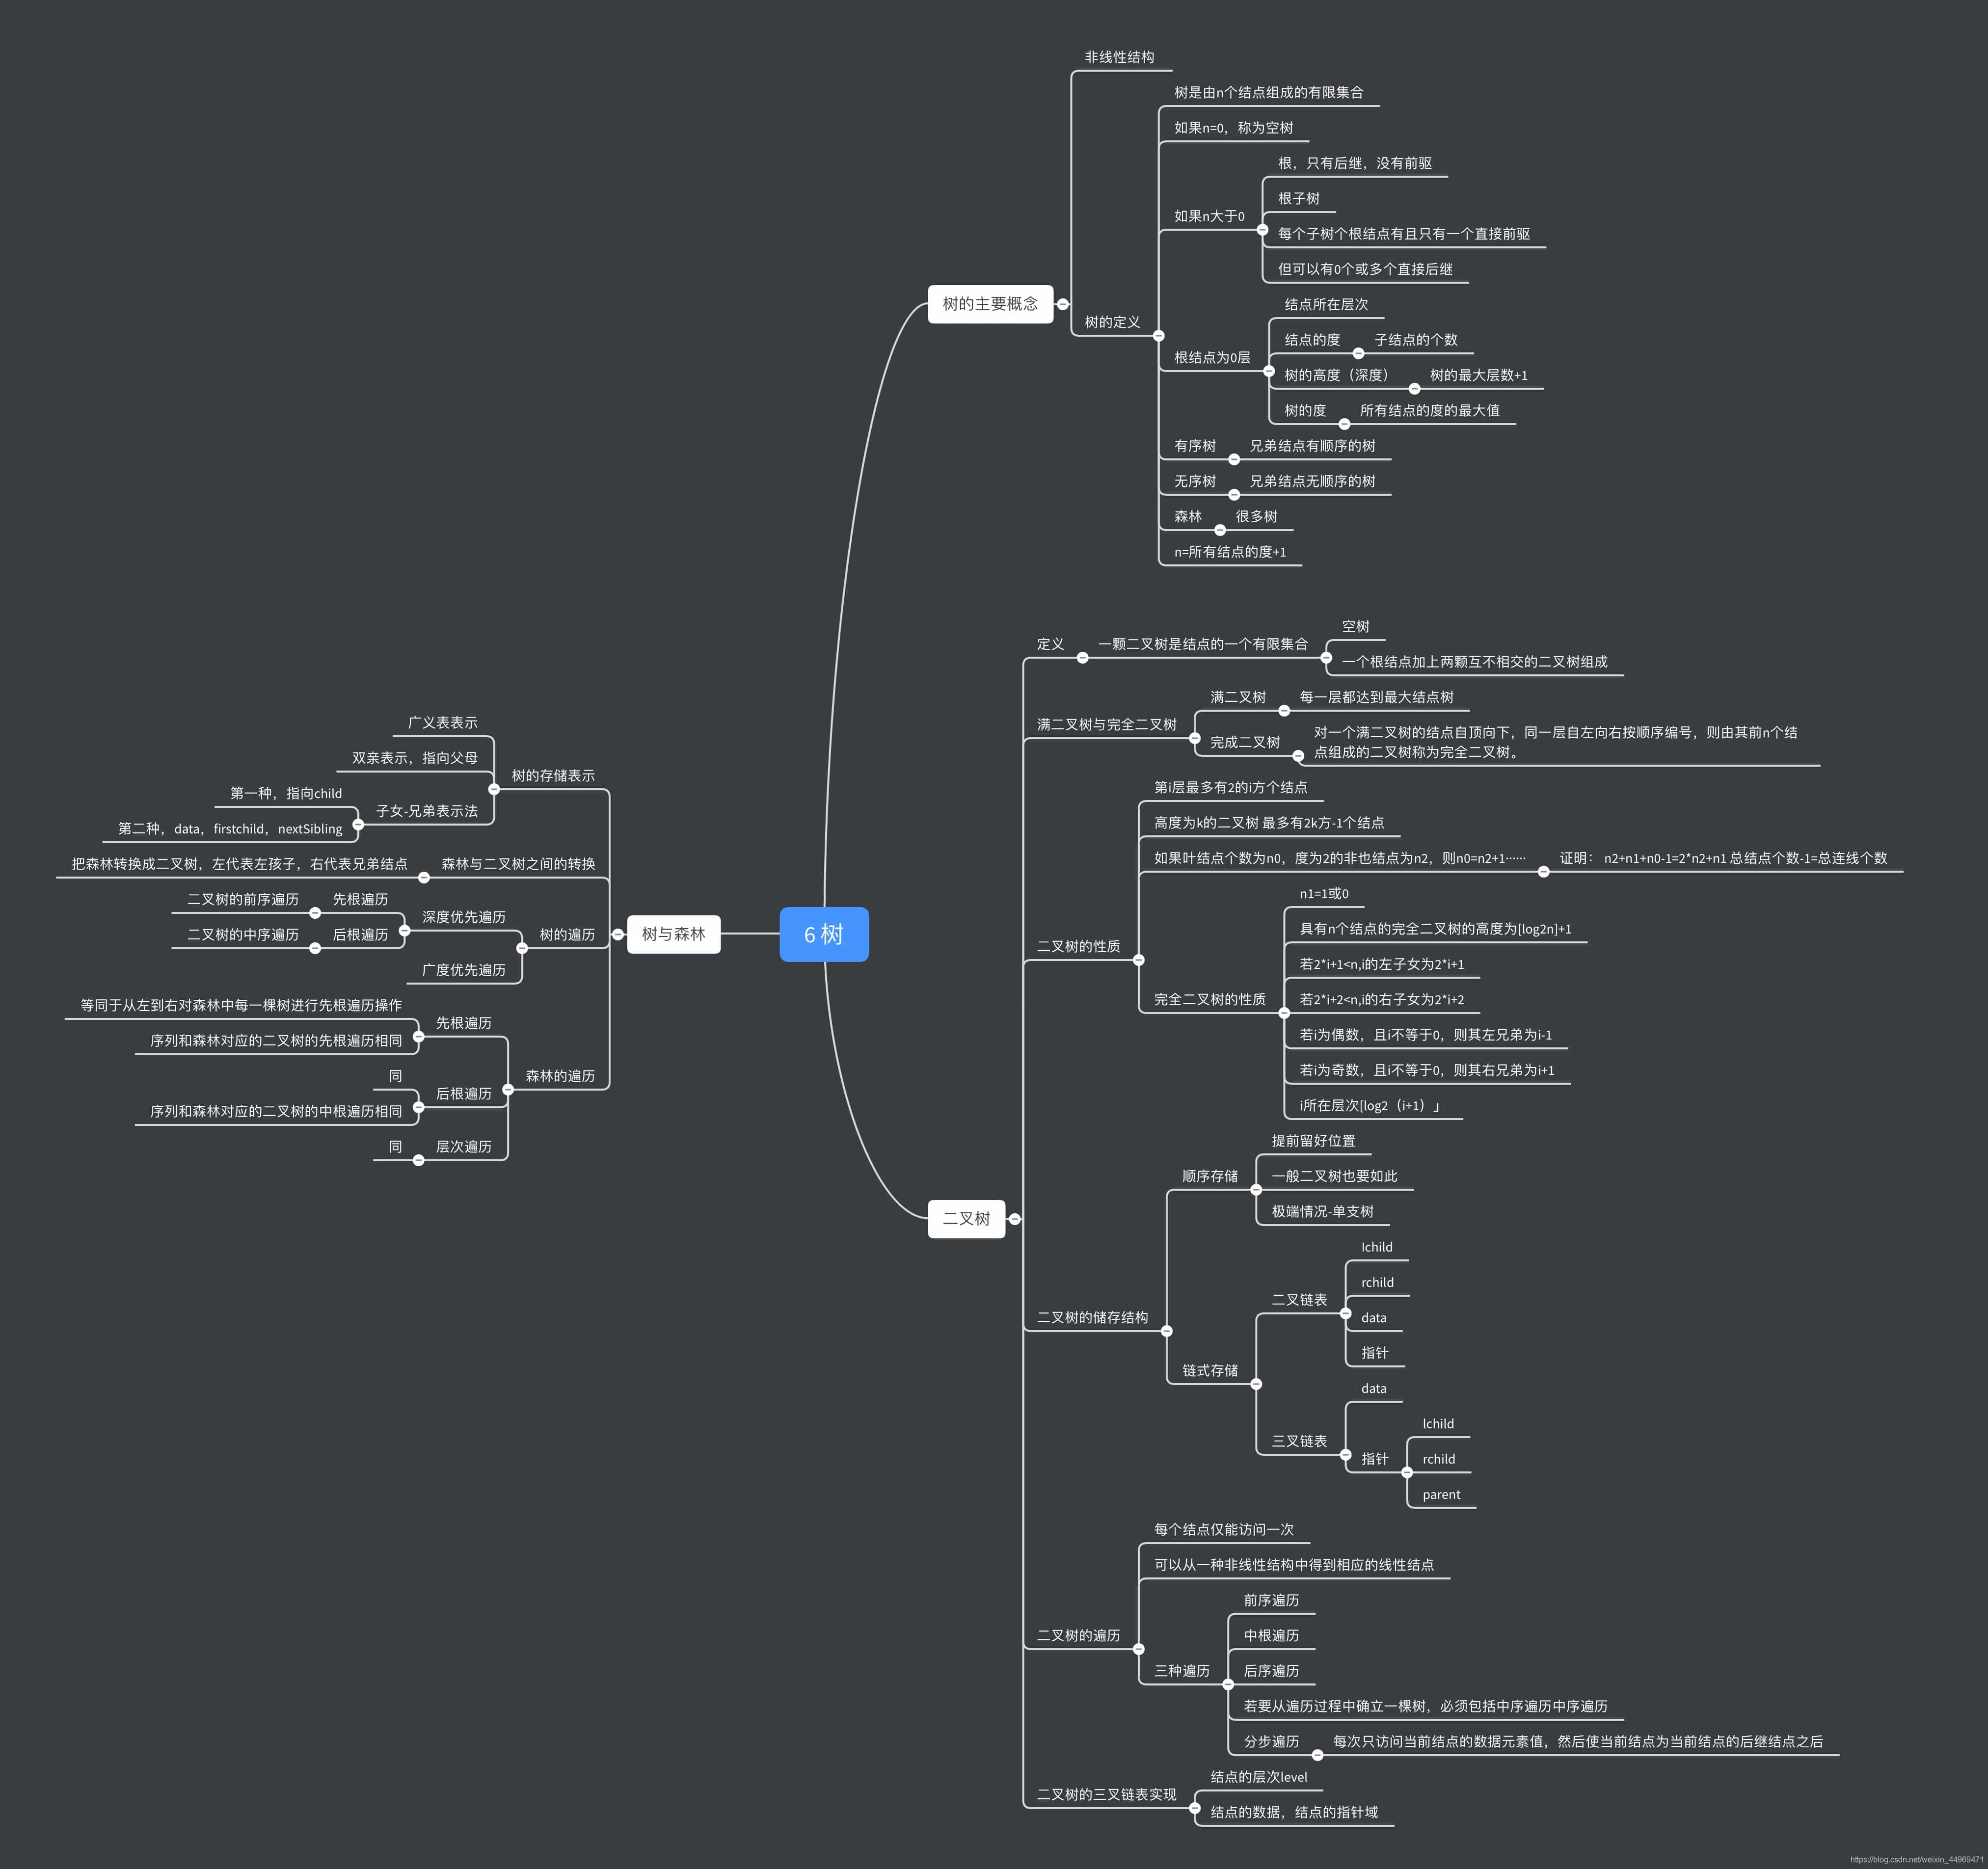 6 树
树的主要概念
非线性结构
树的定义
树是由n个结点组成的有限集合
如果n=0，称为空树
如果n大于0
根，只有后继，没有前驱
根子树
每个子树个根结点有且只有一个直接前驱
但可以有0个或多个直接后继
根结点为0层
结点所在层次
结点的度
子结点的个数
树的高度（深度）
树的最大层数+1
树的度
所有结点的度的最大值
有序树
兄弟结点有顺序的树
无序树
兄弟结点无顺序的树
森林
很多树
n=所有结点的度+1
二叉树
定义
一颗二叉树是结点的一个有限集合
空树
一个根结点加上两颗互不相交的二叉树组成
满二叉树与完全二叉树
满二叉树
每一层都达到最大结点树
完成二叉树
对一个满二叉树的结点自顶向下，同一层自左向右按顺序编号，则由其前n个结
点组成的二叉树称为完全二叉树。
二叉树的性质
第i层最多有2的i方个结点
高度为k的二叉树 最多有2k方-1个结点
如果叶结点个数为n0，度为2的非也结点为n2，则n0=n2+1……
证明： n2+n1+n0-1=2*n2+n1 总结点个数-1=总连线个数
完全二叉树的性质
n1=1或0
具有n个结点的完全二叉树的高度为[log2n]+1
若2*i+1<n,i的左子女为2*i+1
若2*i+2<n,i的右子女为2*i+2
若i为偶数，且i不等于0，则其左兄弟为i-1
若i为奇数，且i不等于0，则其右兄弟为i+1
i所在层次[log2（i+1）」
二叉树的储存结构
顺序存储
提前留好位置
一般二叉树也要如此
极端情况-单支树
链式存储
二叉链表
lchild
rchild
data
指针
三叉链表
data
指针
lchild
rchild
parent
二叉树的遍历
每个结点仅能访问一次
可以从一种非线性结构中得到相应的线性结点
三种遍历
前序遍历
中根遍历
后序遍历
若要从遍历过程中确立一棵树，必须包括中序遍历中序遍历
分步遍历
每次只访问当前结点的数据元素值，然后使当前结点为当前结点的后继结点之后
二叉树的三叉链表实现
结点的层次level
结点的数据，结点的指针域
树与森林
树的存储表示
广义表表示
双亲表示，指向父母
子女-兄弟表示法
第一种，指向child
第二种，data，firstchild，nextSibling
森林与二叉树之间的转换
把森林转换成二叉树，左代表左孩子，右代表兄弟结点
树的遍历
深度优先遍历
先根遍历
二叉树的前序遍历
后根遍历
二叉树的中序遍历
广度优先遍历
森林的遍历
先根遍历
等同于从左到右对森林中每一棵树进行先根遍历操作
序列和森林对应的二叉树的先根遍历相同
后根遍历
同
序列和森林对应的二叉树的中根遍历相同
层次遍历
同
https://blog.csdn.net/weixin_44969471